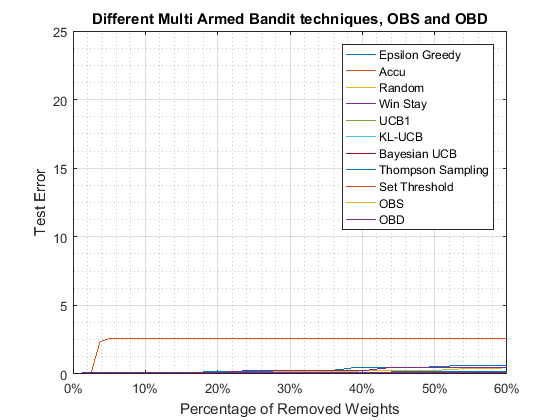 Different Multi Armed Bandit techniques, OBS and OBD
25
20
15
10
5
0
Test Error
Epsilon Greedy
Accu
Random
Win Stay
UCB1
KL-UCB
Bayesian UCB
Thompson Sampling
Set Threshold
OBS
OBD
0% 10% 20% 30% 40% 50% 60%
Percentage of Removed Weights